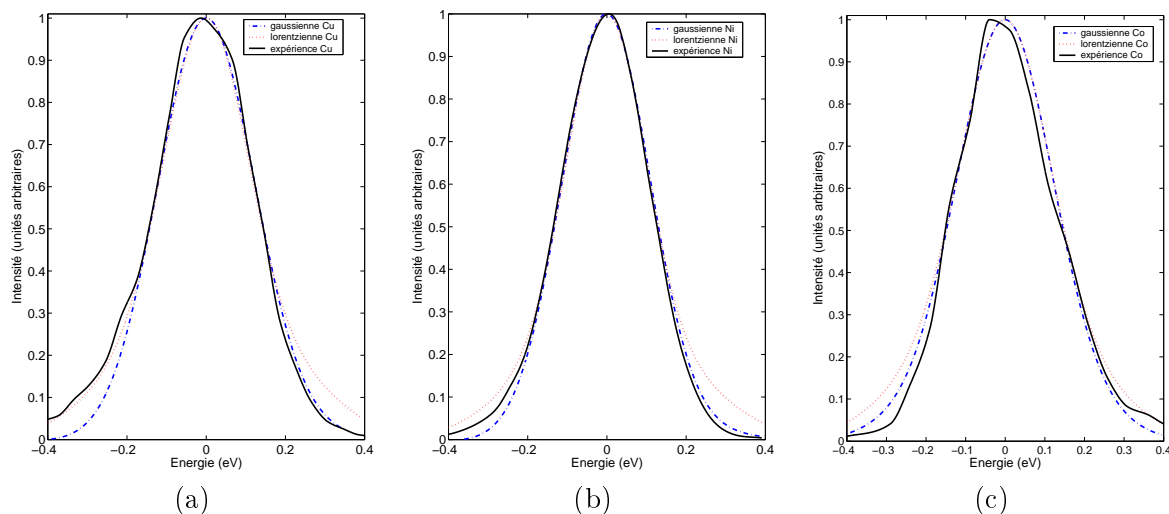 gaussienne Cu
lorentzienne Cu
expérience Cu
1
0.9
0.8
0.7
0.6
0.5
0.4
0.3
0.2
0.1
0
Intensité (unités arbitraires)
−0.4 −0.2 0 0.2 0.4
Energie (eV)
(a)
gaussienne Ni
lorentzienne Ni
expérience Ni
1
0.9
0.8
0.7
0.6
0.5
0.4
0.3
0.2
0.1
0
Intensité (unités arbitraires)
−0.4 −0.2 0 0.2 0.4
Energie (eV)
(b)
gaussienne Co
lorentzienne Co
expérience Co
1
0.9
0.8
0.7
0.6
0.5
0.4
0.3
0.2
0.1
0
Intensité (unités arbitraires)
−0.4 −0.3 −0.2 −0.1 0 0.1 0.2 0.3 0.4
Energie (eV)
(c)